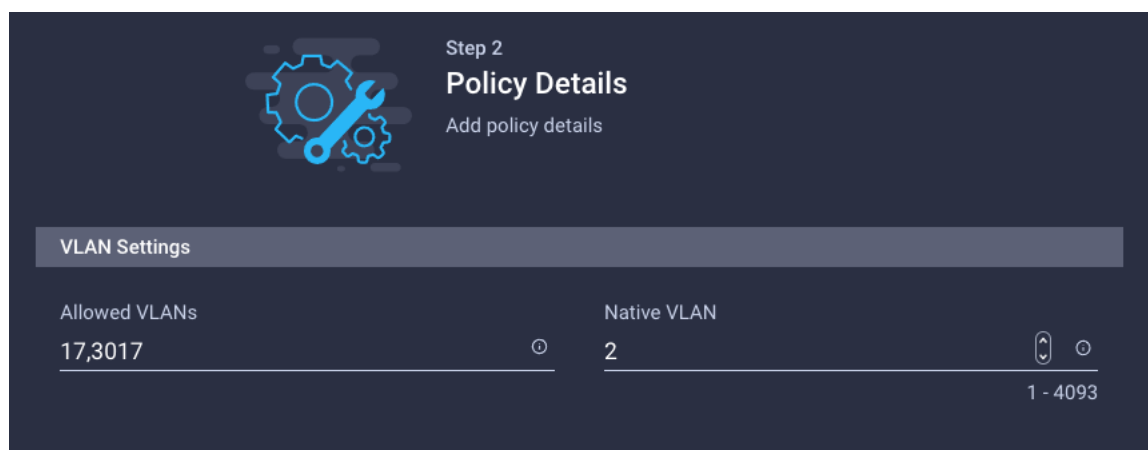 Step 2
Policy Details
Add policy details
VLAN Settings
Allowed VLANs
17,3017
Native VLAN
2
1 - 4093